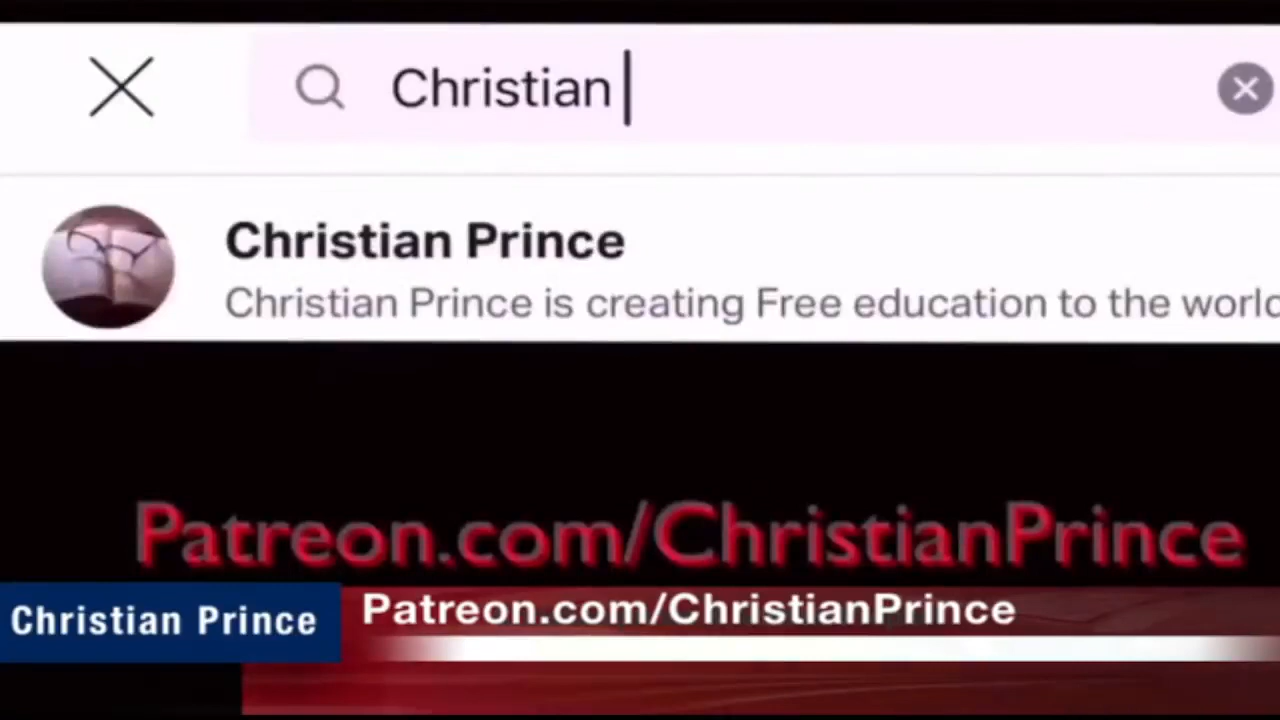 Christian
Christian Prince
Christian Prince is creating Free education to the world
Patreon.com/ChristianPrince
Christian Prince
Patreon.com/ChristianPrince